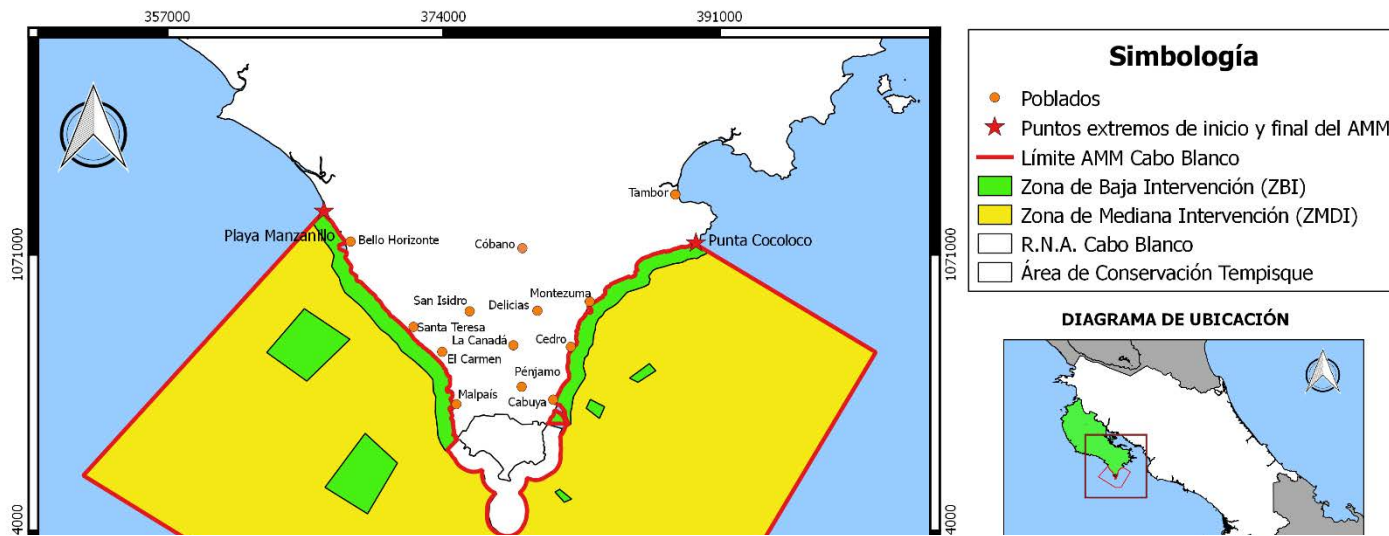 357000
374000
391000
Simbología
Poblados
Puntos extremos de inicio y final del AMM
Límite AMM Cabo Blanco
Zona de Baja Intervención (ZBI)
Zona de Mediana Intervención (ZMDI)
R.N.A. Cabo Blanco
Área de Conservación Tempisque
DIAGRAMA DE UBICACIÓN
Tambor
Playa Manzanillo
Bello Horizonte
Cóbano
Punta Cocoloco
1071000
1071000
San Isidro
Delicias
Montezuma
Santa Teresa
La Canadá
Cedro
El Carmen
Pénjamo
Malpaís
Cabuya
4000
4000